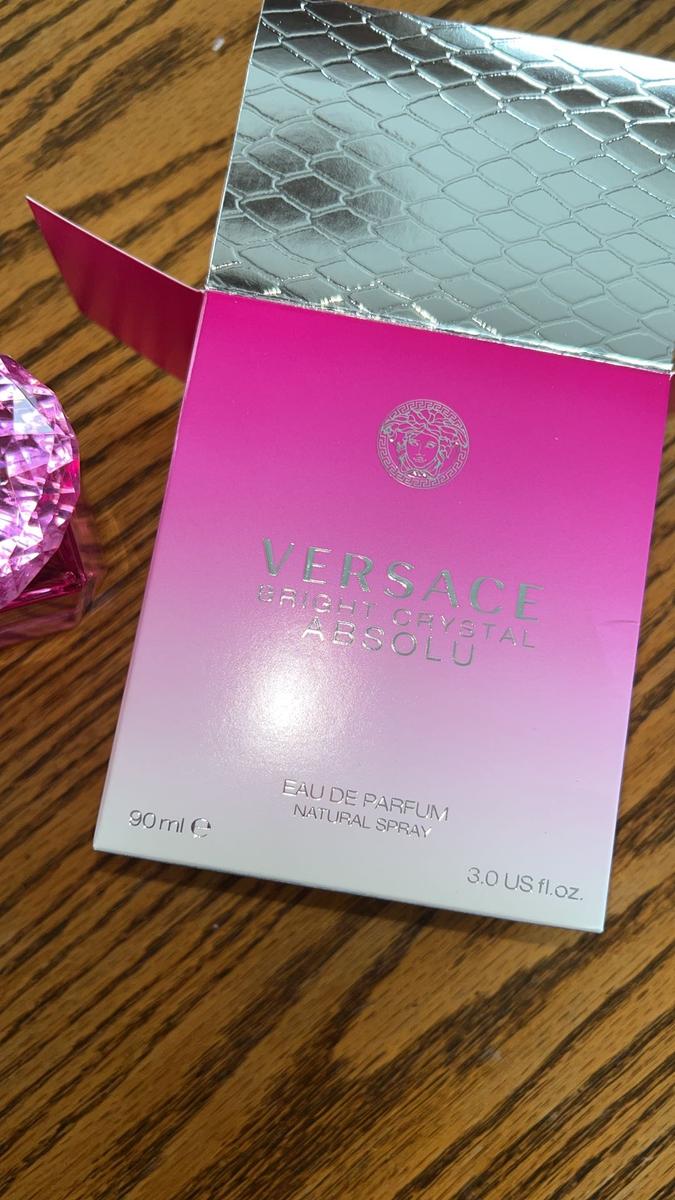 VERSACE
BRIGHT CRYSTAL
ABSOLU
EAU DE PARFUM
NATURAL SPRAY
90 ml ℮
3.0 US fl.oz.